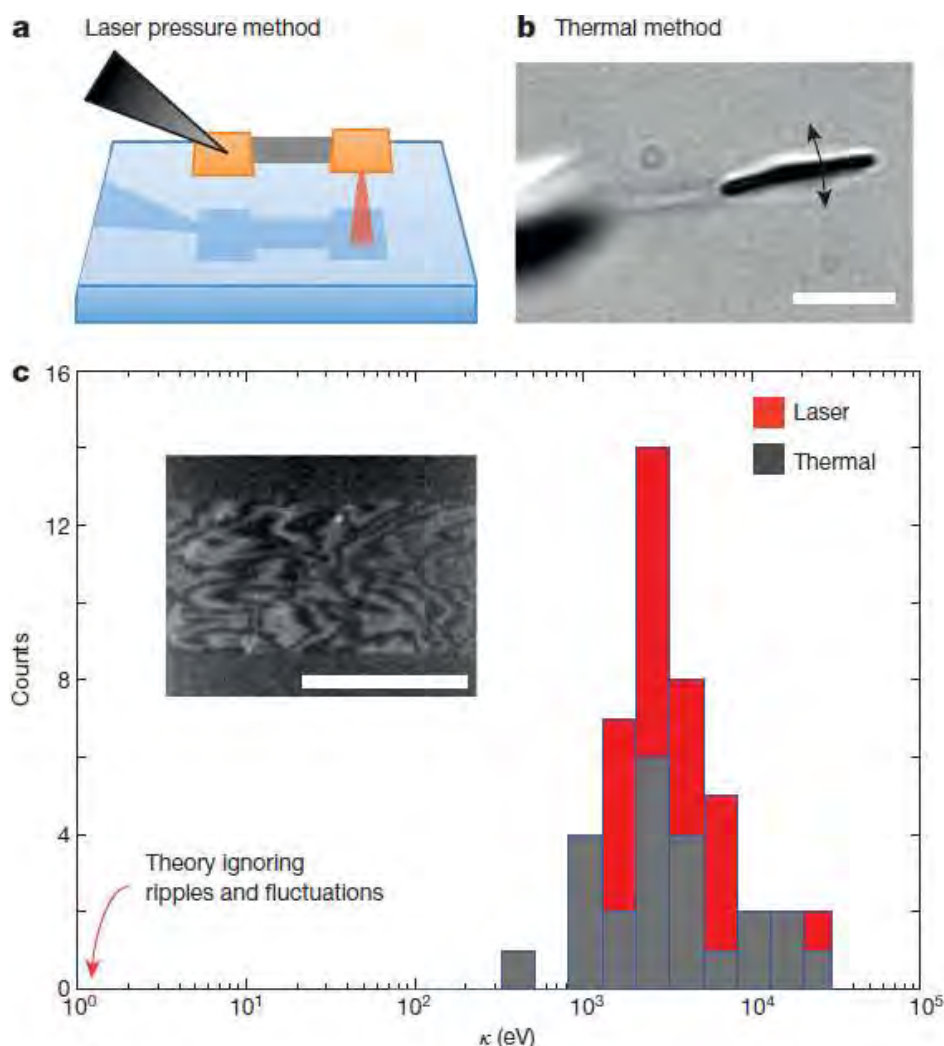 a Laser pressure method
b Thermal method
c
16
12
8
4
0
Counts
Laser
Thermal
Theory ignoring
ripples and fluctuations
10⁰ 10¹ 10² 10³ 10⁴ 10⁵
κ (eV)